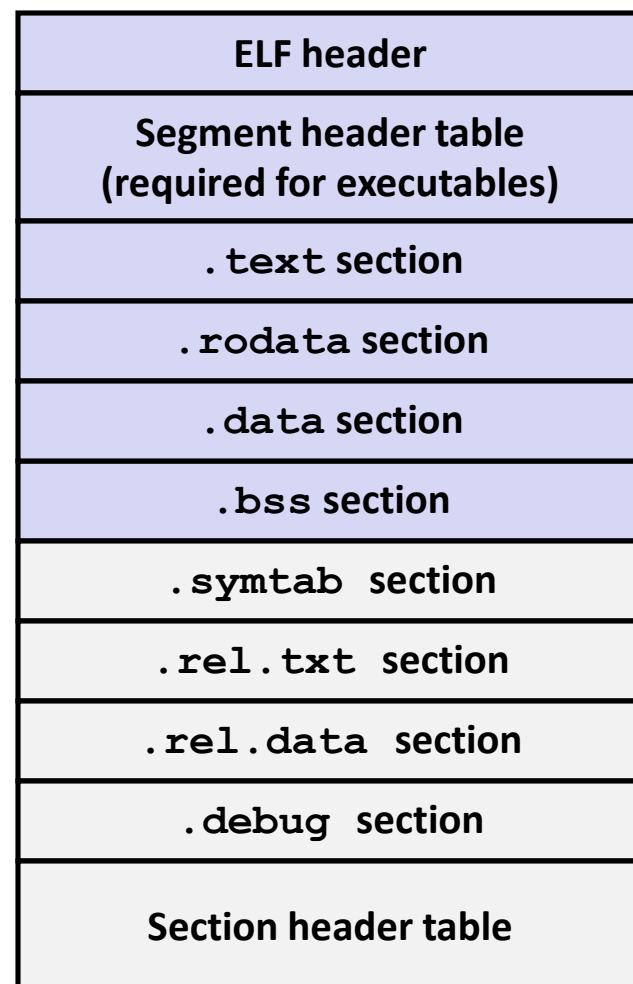 ELF header
Segment header table
(required for executables)
.text section
.rodata section
.data section
.bss section
.symtab section
.rel.txt section
.rel.data section
.debug section
Section header table